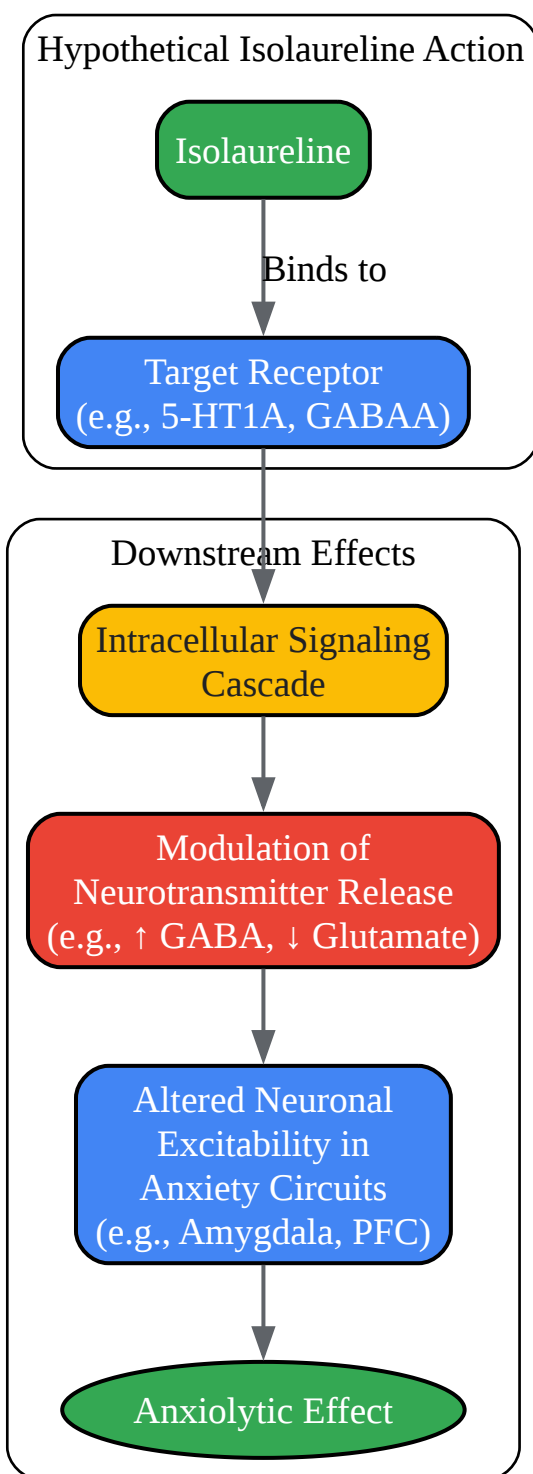 Hypothetical Isolaureline Action
Isolaureline
Binds to
Target Receptor
(e.g., 5-HT1A, GABAA)
Downstream Effects
Intracellular Signaling
Cascade
Modulation of
Neurotransmitter Release
(e.g., ↑ GABA, ↓ Glutamate)
Altered Neuronal
Excitability in
Anxiety Circuits
(e.g., Amygdala, PFC)
Anxiolytic Effect